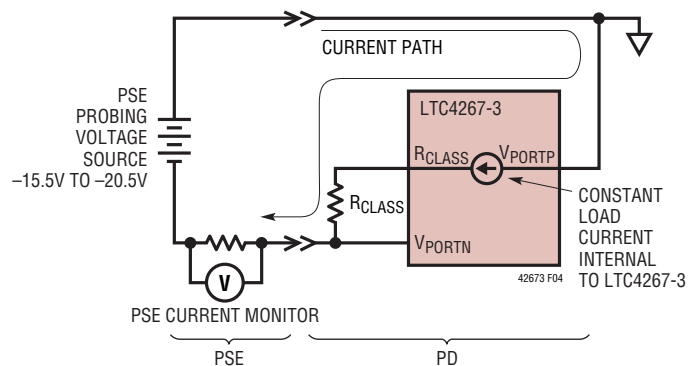 CURRENT PATH
PSE
PROBING
VOLTAGE
SOURCE
–15.5V TO –20.5V
LTC4267-3
RCLASS
VPORTP
RCLASS
VPORTN
CONSTANT
LOAD
CURRENT
INTERNAL
TO LTC4267-3
42673 F04
V
PSE CURRENT MONITOR
PSE
PD